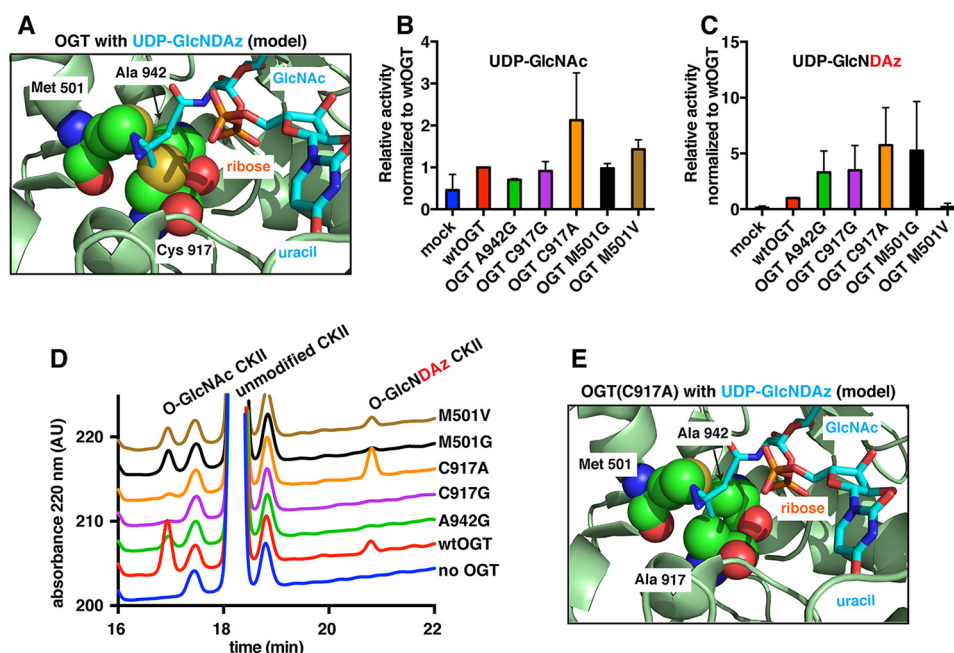 A
OGT with UDP-GlcNDAz (model)
Met 501
Ala 942
GlcNAc
ribose
Cys 917
uracil
B
UDP-GlcNAc
Relative activity
normalized to wtOGT
4
3
2
1
0
mock
wtOGT
OGT A942G
OGT C917G
OGT C917A
OGT M501G
OGT M501V
C
UDP-GlcNDAz
Relative activity
normalized to wtOGT
15
10
5
0
mock
wtOGT
OGT A942G
OGT C917G
OGT C917A
OGT M501G
OGT M501V
D
O-GlcNAc CKII
unmodified CKII
O-GlcNDAz CKII
absorbance 220 nm (AU)
220
210
200
M501V
M501G
C917A
C917G
A942G
wtOGT
no OGT
16
18
20
22
time (min)
E
OGT(C917A) with UDP-GlcNDAz (model)
Ala 942
GlcNAc
Met 501
ribose
Ala 917
uracil